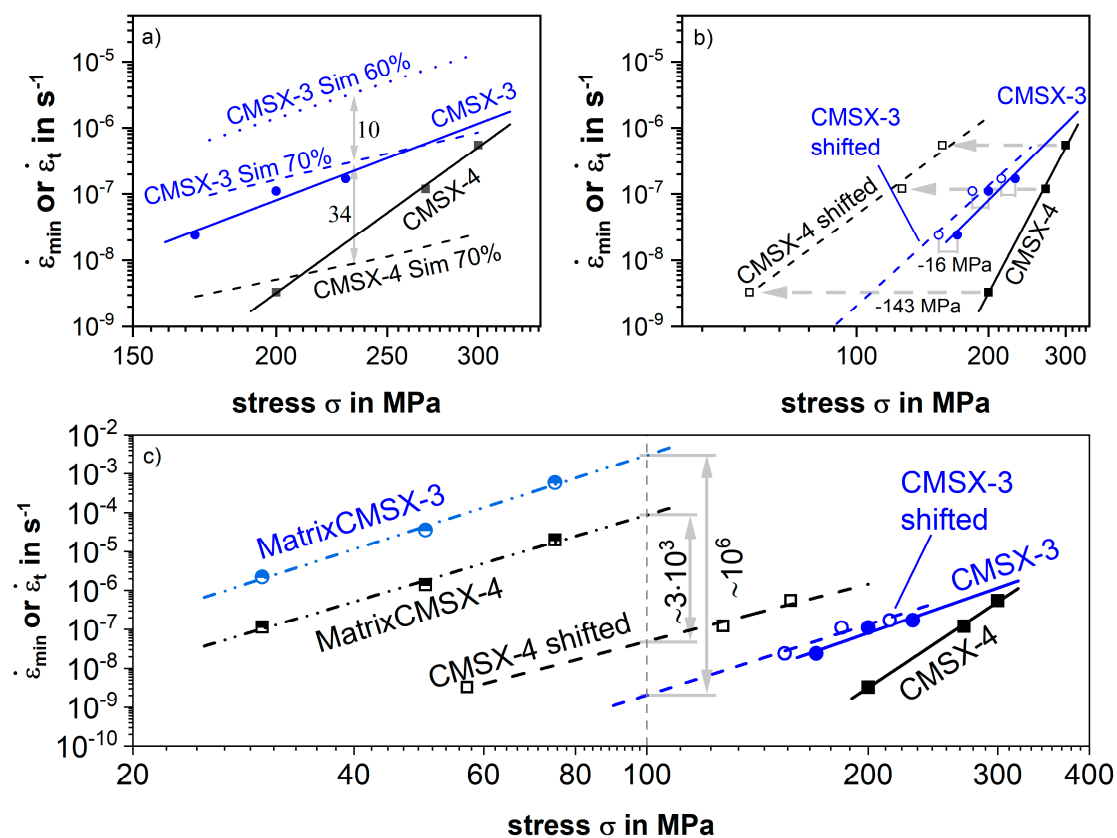 a)
10⁻⁵
10⁻⁶
10⁻⁷
10⁻⁸
10⁻⁹
ε̇min or ε̇t in s⁻¹
CMSX-3 Sim 60%
CMSX-3
10
CMSX-3 Sim 70%
34
CMSX-4
CMSX-4 Sim 70%
150
200
250
300
stress σ in MPa
b)
10⁻⁵
10⁻⁶
10⁻⁷
10⁻⁸
10⁻⁹
ε̇min or ε̇t in s⁻¹
CMSX-3
CMSX-3
shifted
CMSX-4 shifted
-16 MPa
CMSX-4
-143 MPa
100
200
300
stress σ in MPa
c)
10⁻²
10⁻³
10⁻⁴
10⁻⁵
10⁻⁶
10⁻⁷
10⁻⁸
10⁻⁹
10⁻¹⁰
ε̇min or ε̇t in s⁻¹
MatrixCMSX-3
MatrixCMSX-4
CMSX-4 shifted
~3·10³
~10⁶
CMSX-3
shifted
CMSX-3
CMSX-4
20
40
60
80
100
200
300
400
stress σ in MPa